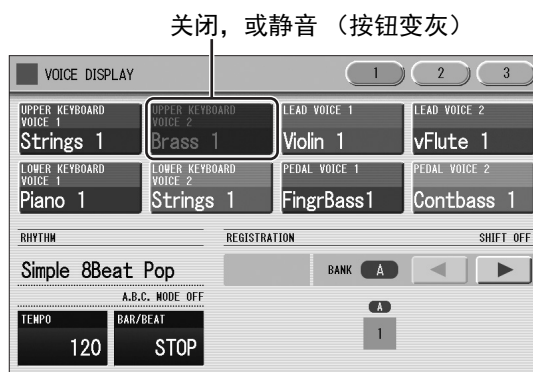 关闭，或静音（按钮变灰）
VOICE DISPLAY
1 2 3
UPPER KEYBOARD VOICE 1
Strings 1
UPPER KEYBOARD VOICE 2
Brass 1
LEAD VOICE 1
Violin 1
LEAD VOICE 2
vFlute 1
LOWER KEYBOARD VOICE 1
Piano 1
LOWER KEYBOARD VOICE 2
Strings 1
PEDAL VOICE 1
FingrBass1
PEDAL VOICE 2
Contbass 1
RHYTHM
Simple 8Beat Pop
A.B.C. MODE OFF
TEMPO
120
BAR/BEAT
STOP
REGISTRATION
SHIFT OFF
BANK A
A
1